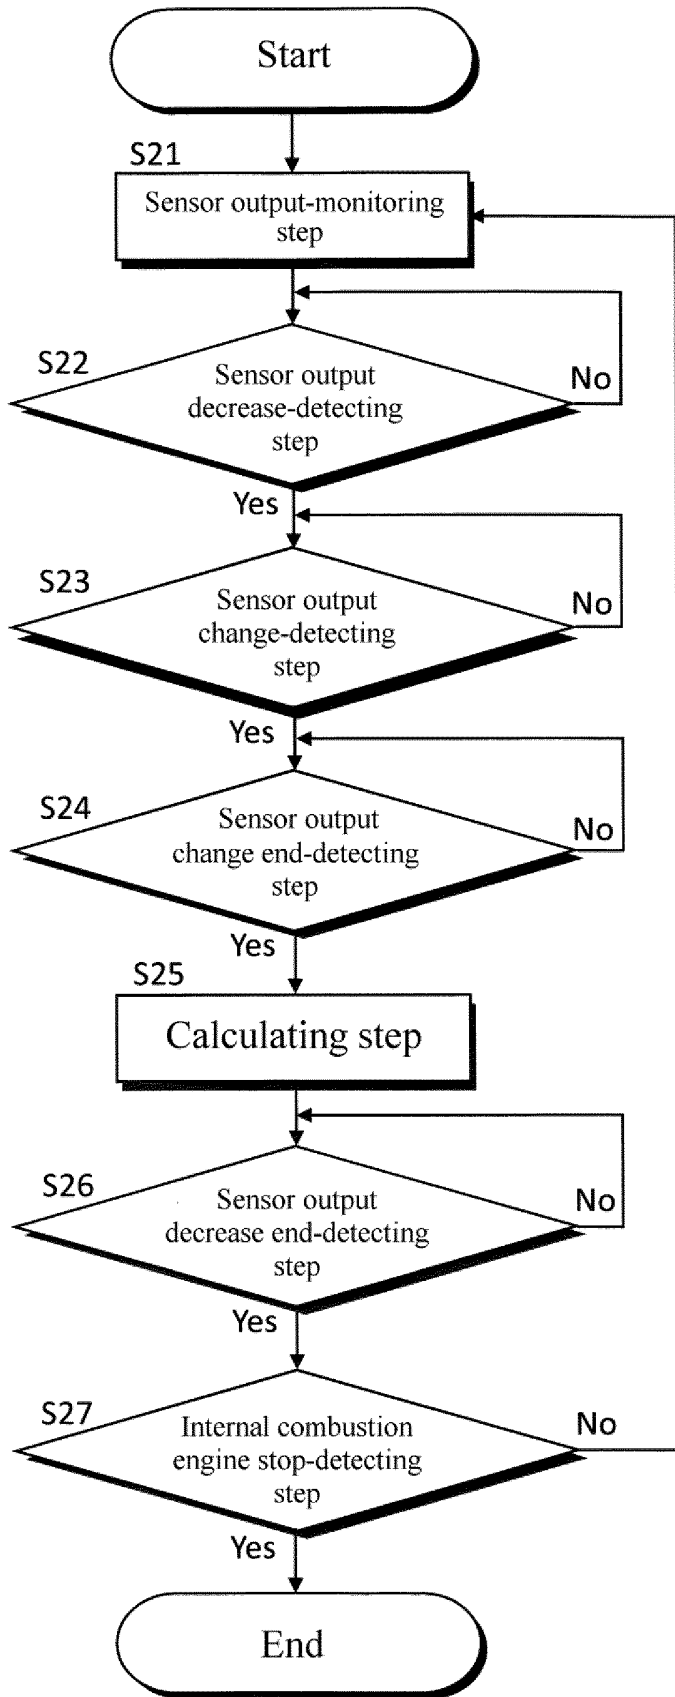 Start
S21
Sensor output-monitoring
step
S22
Sensor output
decrease-detecting
step
No
Yes
S23
Sensor output
change-detecting
step
No
Yes
S24
Sensor output
change end-detecting
step
No
Yes
S25
Calculating step
S26
Sensor output
decrease end-detecting
step
No
Yes
S27
Internal combustion
engine stop-detecting
step
No
Yes
End